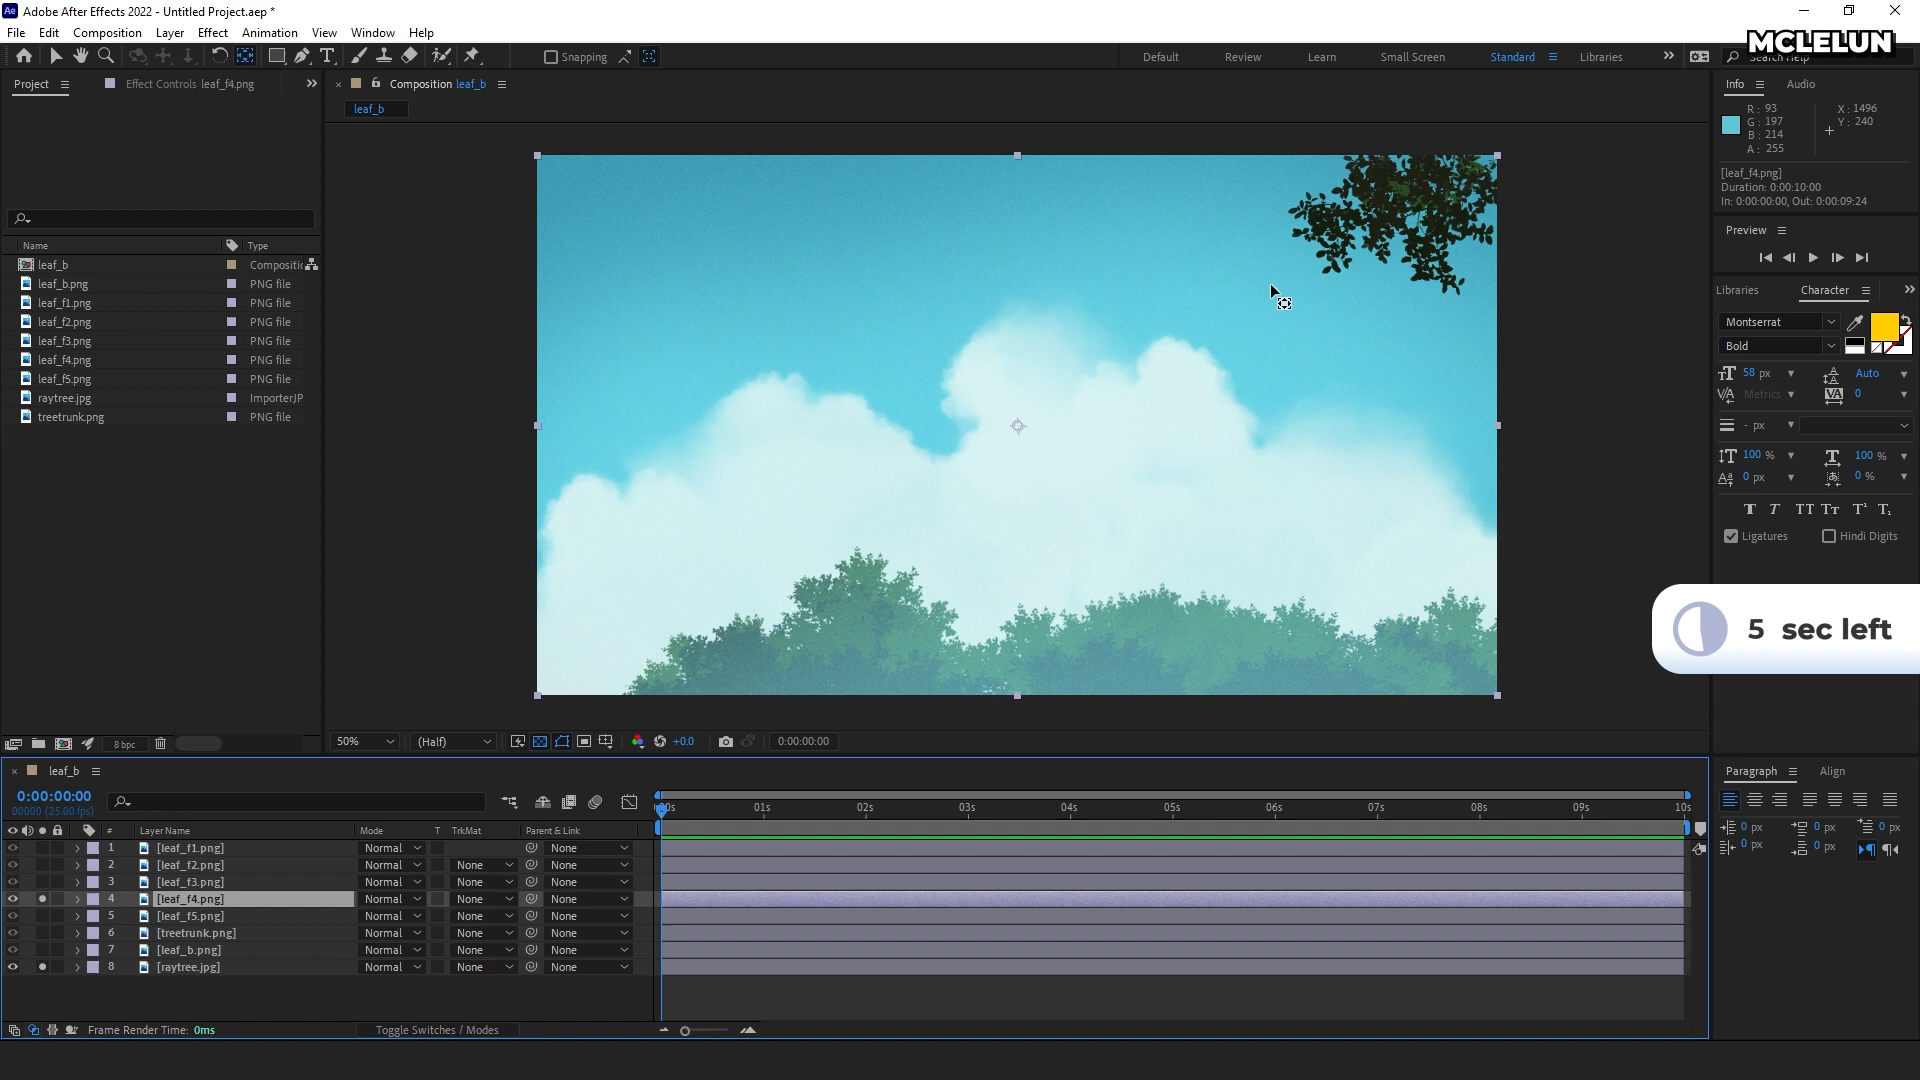 Ae Adobe After Effects 2022 - Untitled Project.aep *
File Edit Composition Layer Effect Animation View Window Help
MCLELUN
Snapping Default Review Learn Small Screen Standard Libraries Search Help
Project Effect Controls leaf_f4.png
Composition leaf_b
leaf_b
Info Audio
R: 93 X: 1496
G: 197 Y: 240
B: 214
A: 255
[leaf_f4.png]
Duration: 0:00:10:00
In: 0:00:00:00, Out: 0:00:09:24
Preview
Name Type
leaf_b Compositic
leaf_b.png PNG file
leaf_f1.png PNG file
leaf_f2.png PNG file
leaf_f3.png PNG file
leaf_f4.png PNG file
leaf_f5.png PNG file
raytree.jpg ImporterJP
treetrunk.png PNG file
Libraries Character
Montserrat
Bold
58 px Auto
Metrics 0
- px
100 % 100 %
0 px 0 %
T T TT Tr T¹ T₁
Ligatures Hindi Digits
5 sec left
8 bpc
50% (Half) +0.0 0:00:00:00
leaf_b
0:00:00:00
00000 (25.00 fps)
00s 01s 02s 03s 04s 05s 06s 07s 08s 09s 10s
# Layer Name Mode T TrkMat Parent & Link
1 [leaf_f1.png] Normal None
2 [leaf_f2.png] Normal None None
3 [leaf_f3.png] Normal None None
4 [leaf_f4.png] Normal None None
5 [leaf_f5.png] Normal None None
6 [treetrunk.png] Normal None None
7 [leaf_b.png] Normal None None
8 [raytree.jpg] Normal None None
Frame Render Time: 0ms Toggle Switches / Modes
Paragraph Align
0 px 0 px 0 px
0 px 0 px